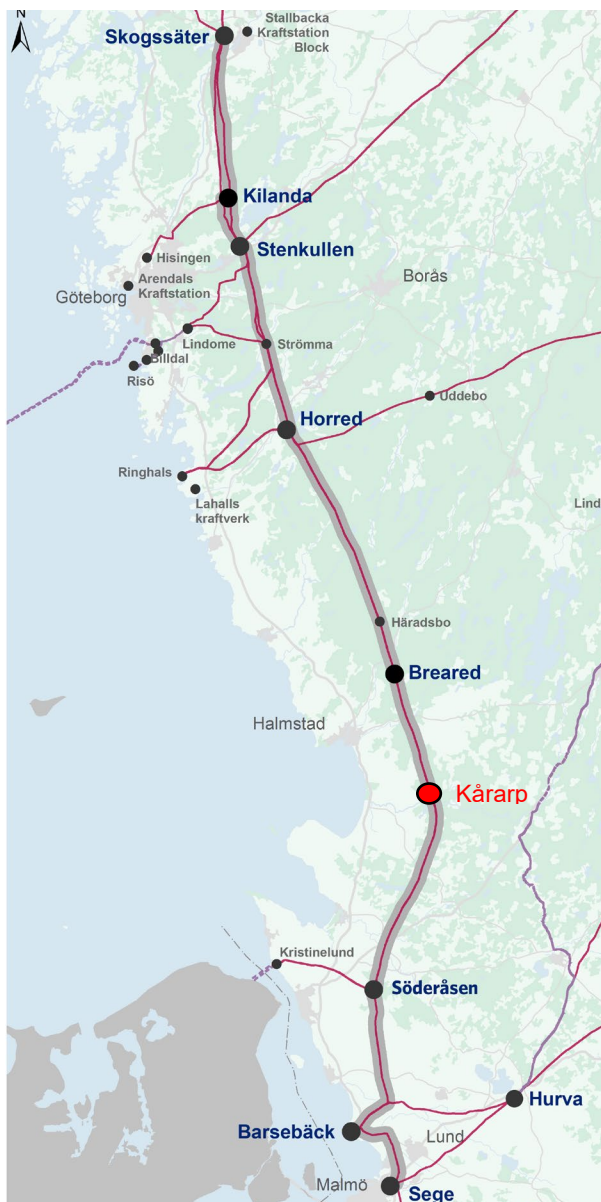 N
Skogssäter
Stallbacka
Kraftstation
Block
Kilanda
Stenkullen
Hisingen
Arendals
Kraftstation
Göteborg
Borås
Lindome
Billdal
Risö
Strömma
Uddebo
Horred
Ringhals
Lahalls
kraftverk
Lind
Häradsbo
Breared
Halmstad
Kårarp
Kristinelund
Söderåsen
Hurva
Barsebäck
Lund
Malmö
Sege